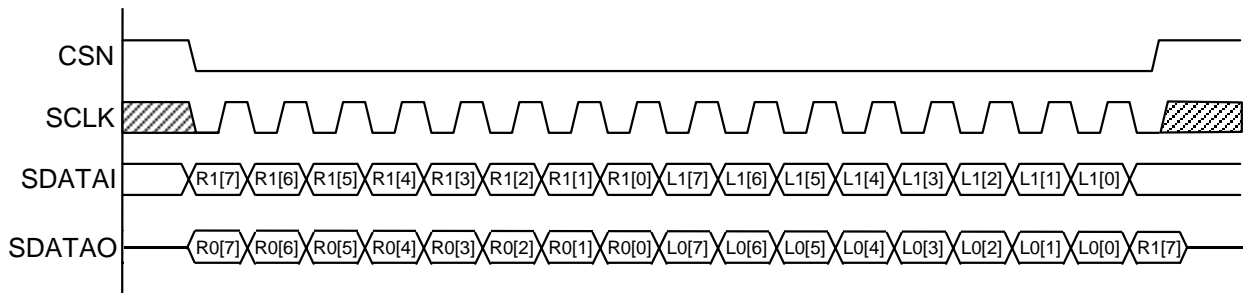 CSN
SCLK
SDATAI R1[7] R1[6] R1[5] R1[4] R1[3] R1[2] R1[1] R1[0] L1[7] L1[6] L1[5] L1[4] L1[3] L1[2] L1[1] L1[0]
SDATAO R0[7] R0[6] R0[5] R0[4] R0[3] R0[2] R0[1] R0[0] L0[7] L0[6] L0[5] L0[4] L0[3] L0[2] L0[1] L0[0] R1[7]